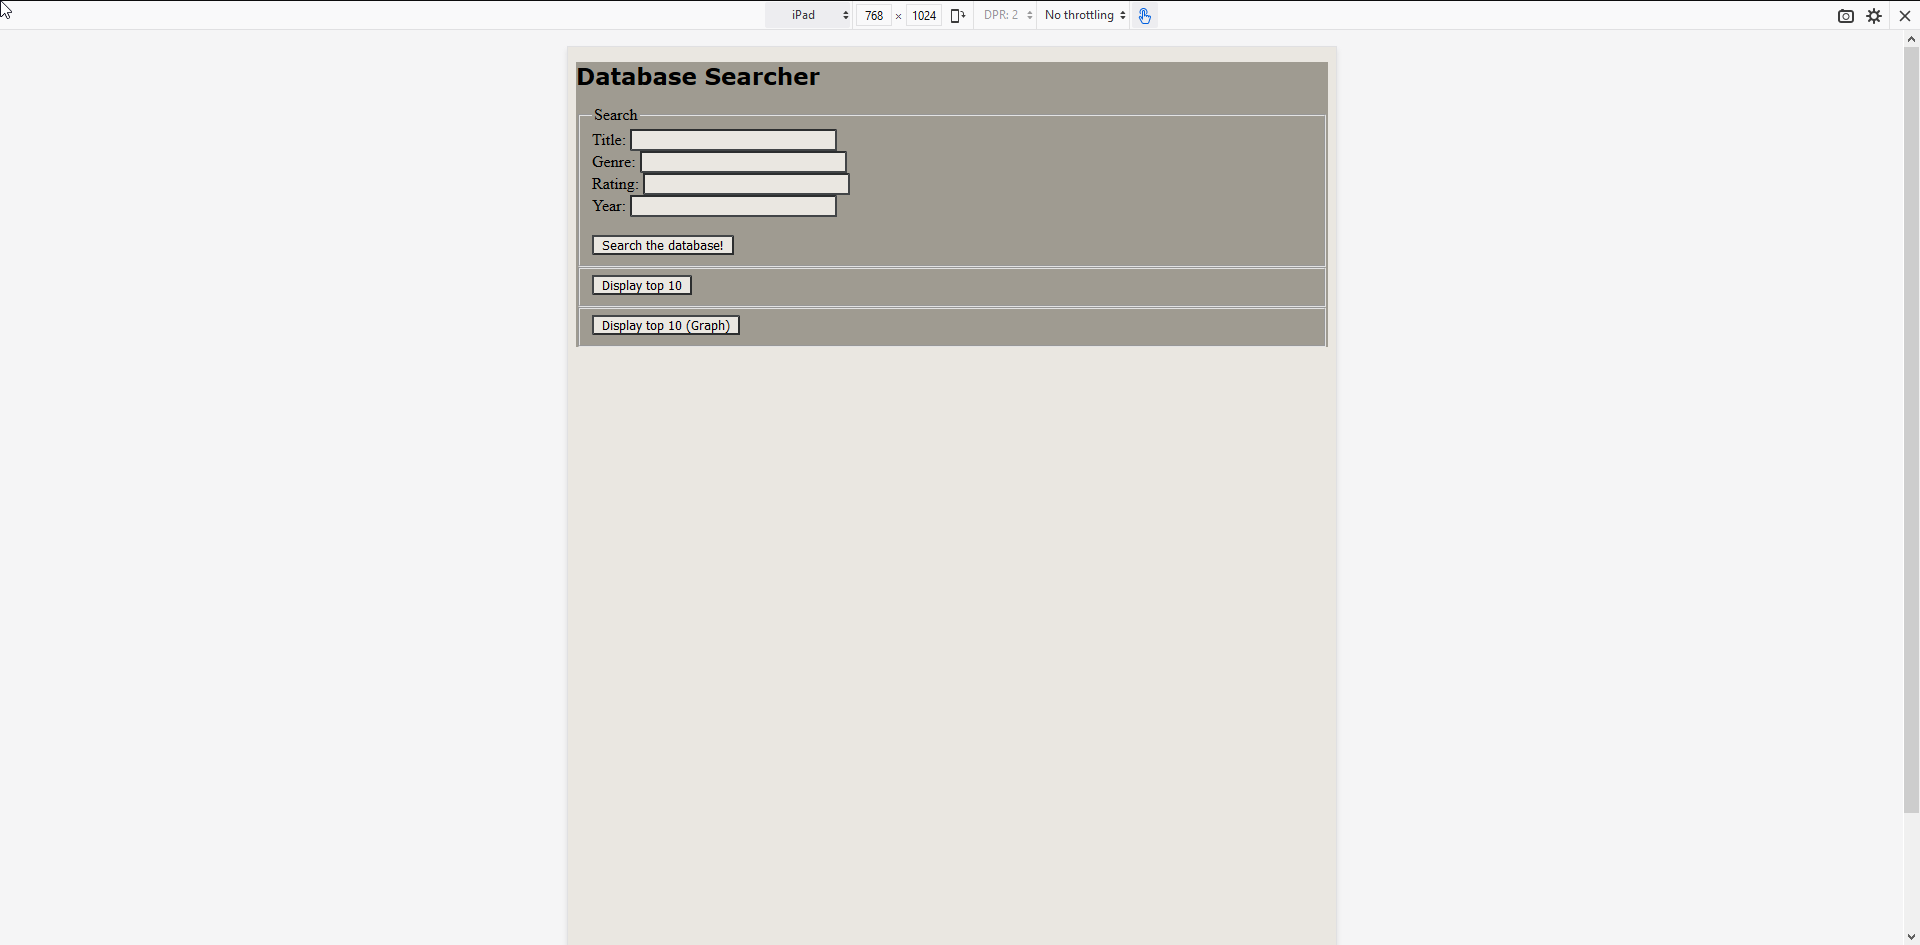 iPad 768 × 1024 DPR: 2 No throttling
Database Searcher
Search
Title:
Genre:
Rating:
Year:
Search the database!
Display top 10
Display top 10 (Graph)